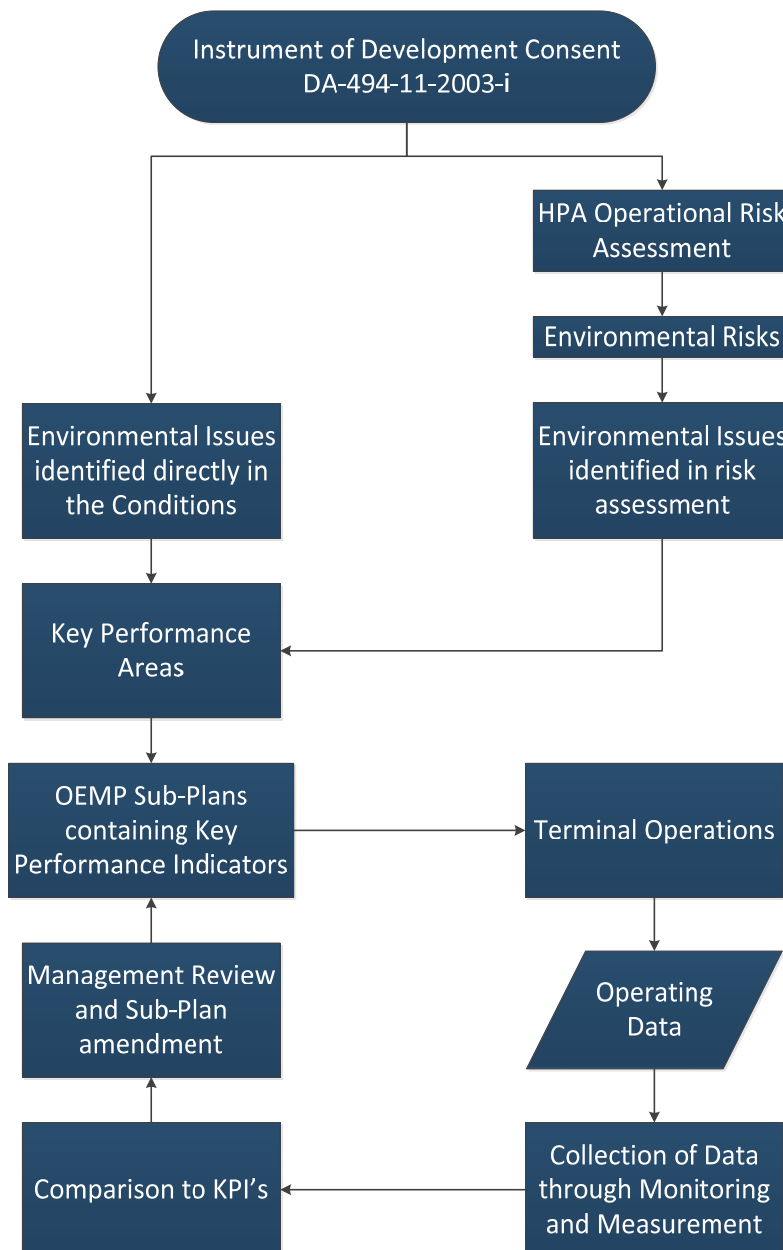 Instrument of Development Consent
DA-494-11-2003-i
HPA Operational Risk
Assessment
Environmental Risks
Environmental Issues
identified directly in
the Conditions
Environmental Issues
identified in risk
assessment
Key Performance
Areas
OEMP Sub-Plans
containing Key
Performance Indicators
Terminal Operations
Management Review
and Sub-Plan
amendment
Operating
Data
Comparison to KPI's
Collection of Data
through Monitoring
and Measurement